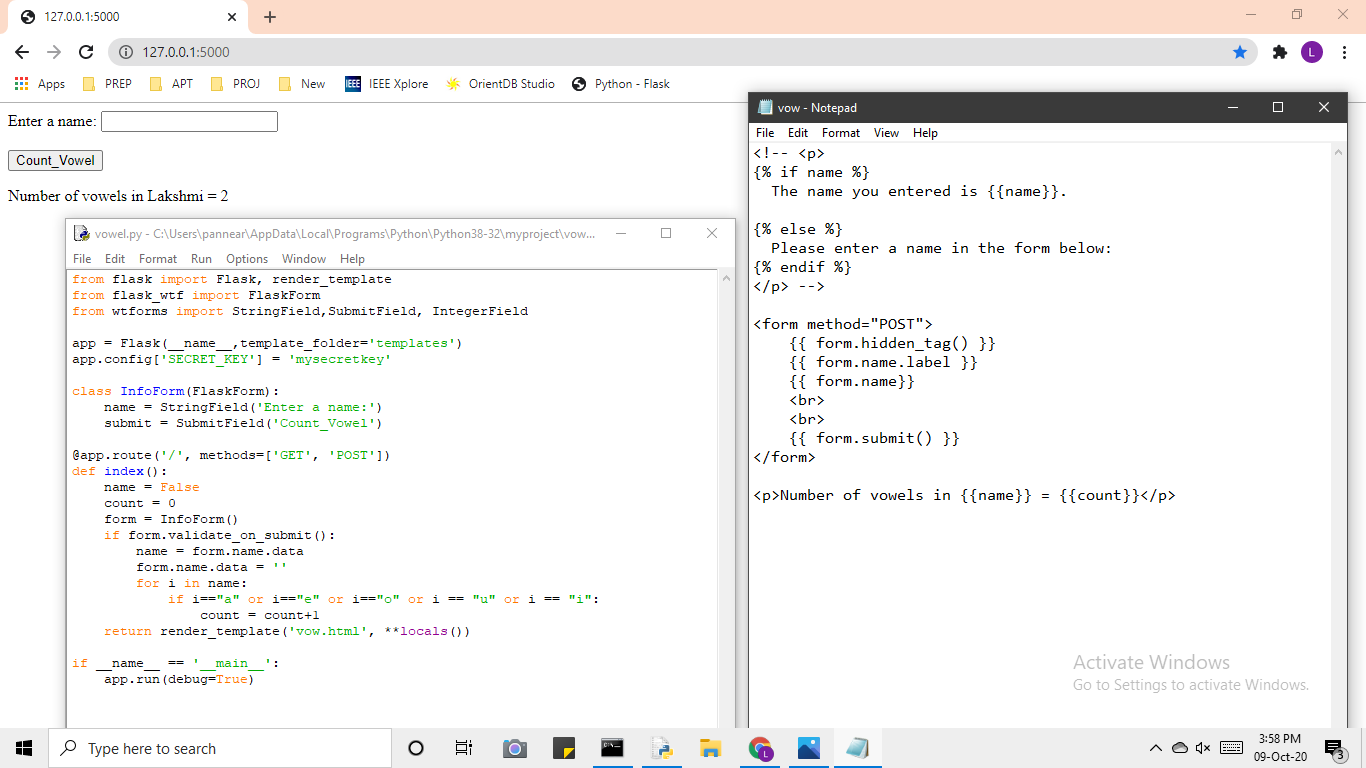 127.0.0.1:5000
127.0.0.1:5000
L
Apps PREP APT PROJ New IEEE IEEE Xplore OrientDB Studio Python - Flask
Enter a name:
Count_Vowel
Number of vowels in Lakshmi = 2
vowel.py - C:\Users\pannear\AppData\Local\Programs\Python\Python38-32\myproject\vow...
File Edit Format Run Options Window Help
from flask import Flask, render_template
from flask_wtf import FlaskForm
from wtforms import StringField,SubmitField, IntegerField
app = Flask(__name__,template_folder='templates')
app.config['SECRET_KEY'] = 'mysecretkey'
class InfoForm(FlaskForm):
    name = StringField('Enter a name:')
    submit = SubmitField('Count_Vowel')
@app.route('/', methods=['GET', 'POST'])
def index():
    name = False
    count = 0
    form = InfoForm()
    if form.validate_on_submit():
        name = form.name.data
        form.name.data = ''
        for i in name:
            if i=="a" or i=="e" or i=="o" or i == "u" or i == "i":
                count = count+1
    return render_template('vow.html', **locals())
if __name__ == '__main__':
    app.run(debug=True)
vow - Notepad
File Edit Format View Help
<!-- <p>
{% if name %}
  The name you entered is {{name}}.
{% else %}
  Please enter a name in the form below:
{% endif %}
</p> -->
<form method="POST">
    {{ form.hidden_tag() }}
    {{ form.name.label }}
    {{ form.name}}
    <br>
    <br>
    {{ form.submit() }}
</form>
<p>Number of vowels in {{name}} = {{count}}</p>
Activate Windows
Go to Settings to activate Windows.
Type here to search
L
3:58 PM
09-Oct-20
3